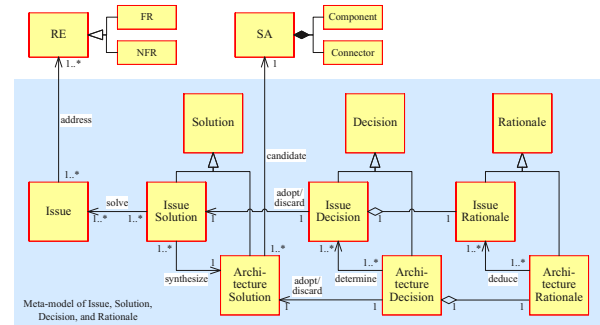 RE
FR
NFR
SA
Component
Connector
1..*
1
address
candidate
Solution
Decision
Rationale
1..*
Issue
solve
1..*
1..*
Issue
Solution
adopt/
discard
1
1
Issue
Decision
1
1
Issue
Rationale
1..*
1..*
1..*
1..*
synthesize
1
Archi-
tecture
Solution
adopt/
discard
1
1
determine
1..*
Archi-
tecture
Decision
1
1
deduce
1..*
Archi-
tecture
Rationale
Meta-model of Issue, Solution,
Decision, and Rationale